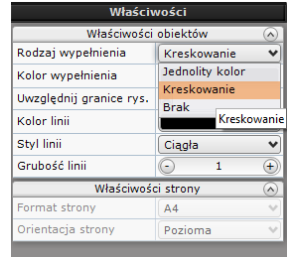 Właściwości
Właściwości obiektów
Rodzaj wypełnienia Kreskowanie
Jednolity kolor
Kolor wypełnienia
Kreskowanie
Uwzględnij granice rys.
Brak
Kolor linii
Kreskowanie
Styl linii Ciągła
Grubość linii - 1 +
Właściwości strony
Format strony A4
Orientacja strony Pozioma